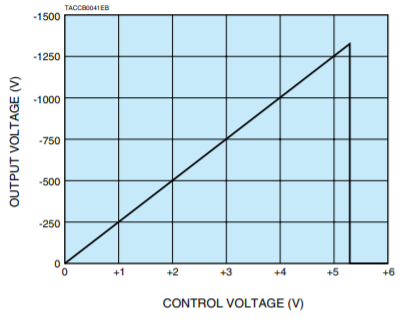 TACCB0041EB
-1500
-1250
-1000
-750
-500
-250
0
0 +1 +2 +3 +4 +5 +6
OUTPUT VOLTAGE (V)
CONTROL VOLTAGE (V)